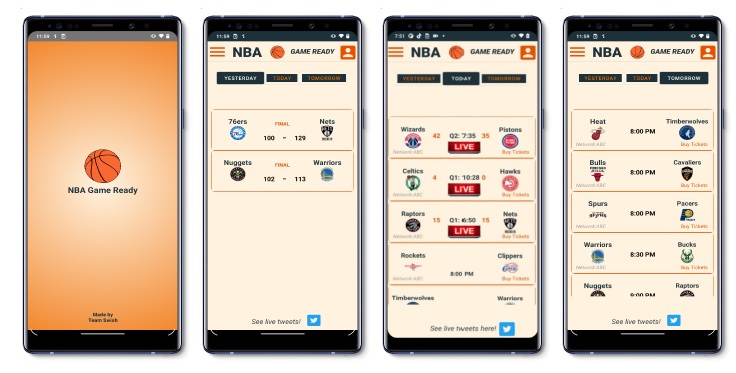 11:59
NBA Game Ready
Made by
Team Swish
11:59
NBA GAME READY
YESTERDAY TODAY TOMORROW
76ers FINAL Nets
100 - 129
Nuggets FINAL Warriors
102 - 113
See live tweets!
7:51
NBA GAME READY
YESTERDAY TODAY TOMORROW
Wizards 42 Q2: 7:35 35 Pistons
LIVE
Network:ABC Buy Tickets
Celtics 4 Q1: 10:28 0 Hawks
LIVE
Network:ABC Buy Tickets
Raptors 15 Q1: 6:50 15 Nets
LIVE
Network:ABC Buy Tickets
Rockets Clippers
8:00 PM
Network:ABC Buy Tickets
Timberwolves Warriors
See live tweets here!
11:59
NBA GAME READY
YESTERDAY TODAY TOMORROW
Heat Timberwolves
8:00 PM
Network:ABC Buy Tickets
Bulls Cavaliers
8:00 PM
Network:ABC Buy Tickets
Spurs Pacers
8:00 PM
Network:ABC Buy Tickets
Warriors Bucks
8:30 PM
Network:ABC Buy Tickets
Nuggets Raptors
9:00 PM
See live tweets!